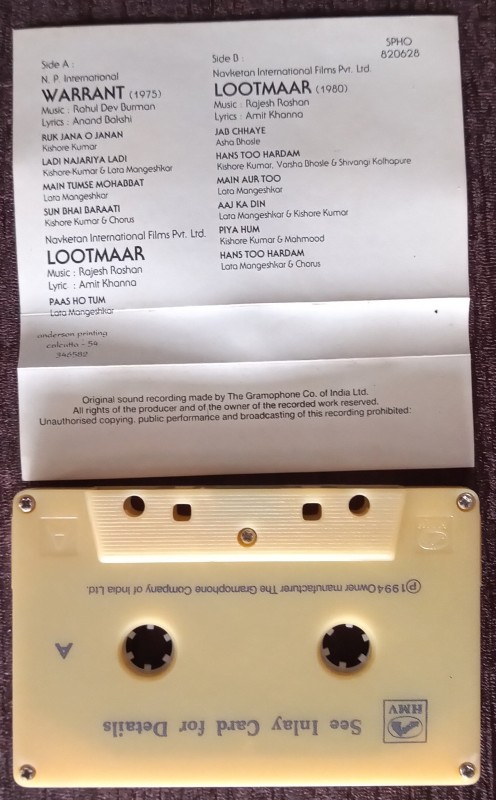 Side A :
N. P. International
WARRANT (1975)
Music : Rahul Dev Burman
Lyrics : Anand Bakshi
RUK JANA O JANAN
Kishore Kumar
LADI NAJARIYA LADI
Kishore Kumar & Lata Mangeshkar
MAIN TUMSE MOHABBAT
Lata Mangeshkar
SUN BHAI BARAATI
Kishore Kumar & Chorus
Navketan International Films Pvt. Ltd.
LOOTMAAR
Music : Rajesh Roshan
Lyric : Amit Khanna
PAAS HO TUM
Lata Mangeshkar
anderson printing
calcutta - 54
346582
SPHO
820628
Side B :
Navketan International Films Pvt. Ltd.
LOOTMAAR (1980)
Music : Rajesh Roshan
Lyrics : Amit Khanna
JAB CHHAYE
Asha Bhosle
HANS TOO HARDAM
Kishore Kumar, Varsha Bhosle & Shivangi Kolhapure
MAIN AUR TOO
Lata Mangeshkar
AAJ KA DIN
Lata Mangeshkar & Kishore Kumar
PIYA HUM
Kishore Kumar & Mahmood
HANS TOO HARDAM
Lata Mangeshkar & Chorus
Original sound recording made by The Gramophone Co. of India Ltd.
All rights of the producer and of the owner of the recorded work reserved.
Unauthorised copying, public performance and broadcasting of this recording prohibited:
HMV
See Inlay Card for Details
A
Ⓟ1994Owner manufacturer The Gramophone Company of India Ltd.
HMV
A